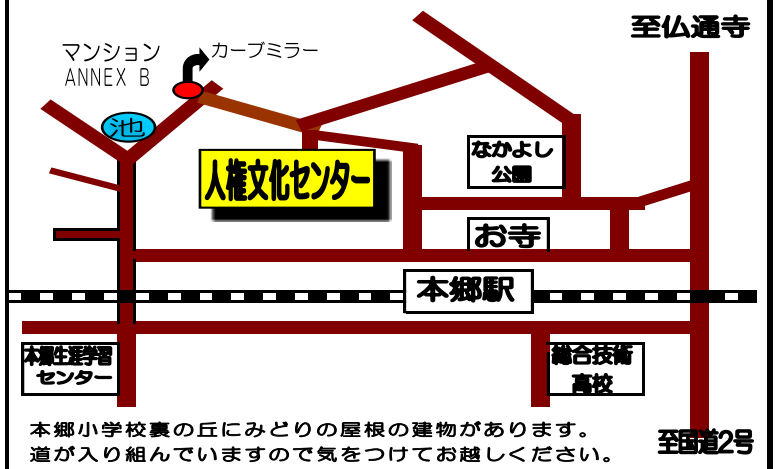 至仏通寺
マンション
ANNEX B
カーブミラー
池
なかよし
公園
人権文化センター
お寺
本郷駅
本郷生涯学習
センター
総合技術
高校
本郷小学校裏の丘にみどりの屋根の建物があります。
道が入り組んでいますので気をつけてお越しください。
至国道2号